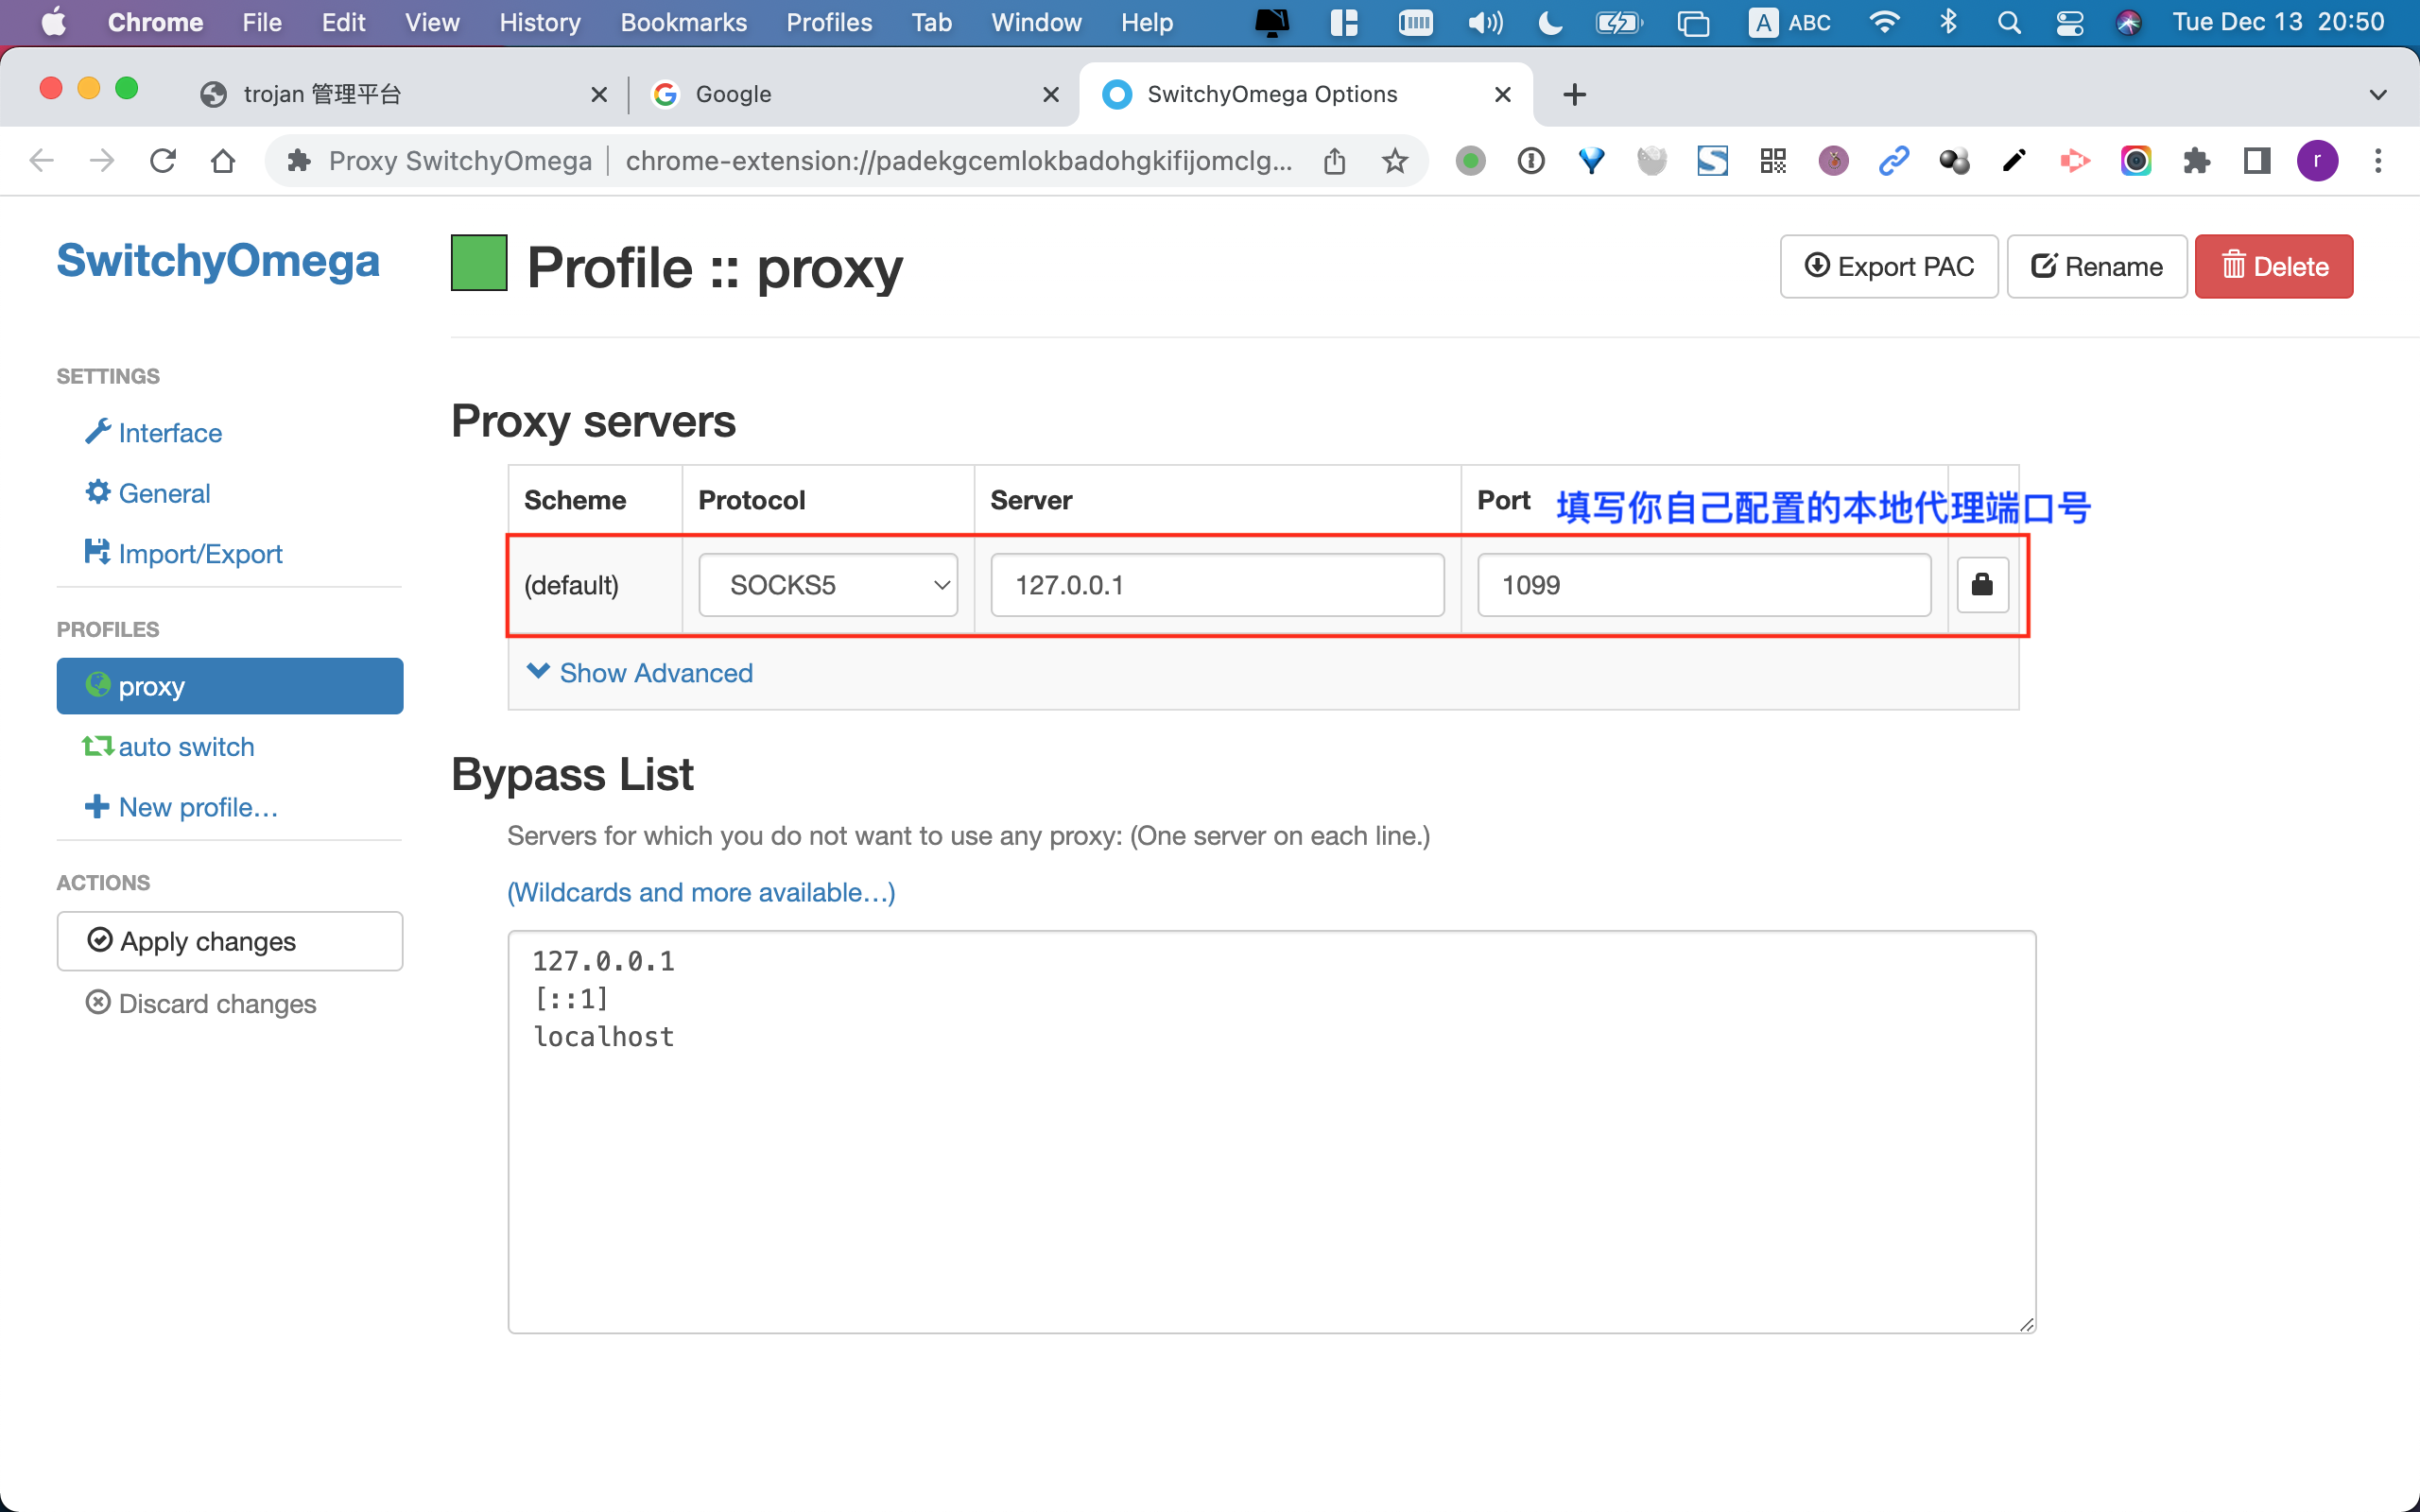 Chrome File Edit View History Bookmarks Profiles Tab Window Help A ABC Tue Dec 13 20:50
trojan 管理平台 Google SwitchyOmega Options
Proxy SwitchyOmega chrome-extension://padekgcemlokbadohgkifijomclg... r
SwitchyOmega
Profile :: proxy
Export PAC Rename Delete
SETTINGS
Interface
General
Import/Export
PROFILES
proxy
auto switch
New profile...
ACTIONS
Apply changes
Discard changes
Proxy servers
Scheme Protocol Server Port 填写你自己配置的本地代理端口号
(default) SOCKS5 127.0.0.1 1099
Show Advanced
Bypass List
Servers for which you do not want to use any proxy: (One server on each line.)
(Wildcards and more available...)
127.0.0.1
[::1]
localhost